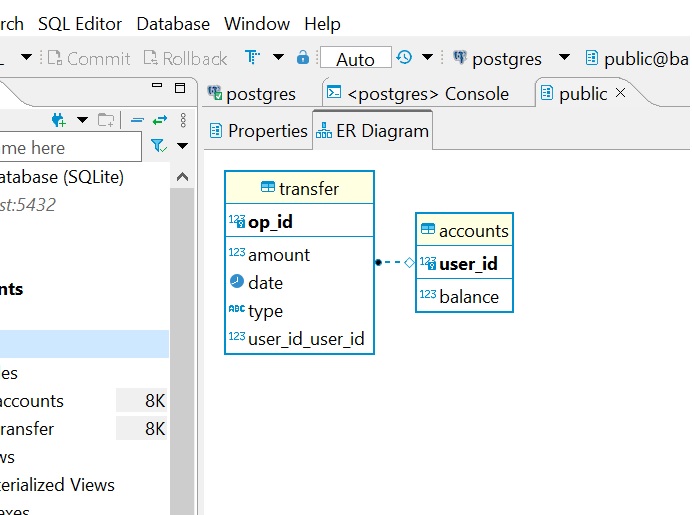 rch SQL Editor Database Window Help
L Commit Rollback T Auto postgres public@ba
postgres <postgres> Console public
Properties ER Diagram
me here
atabase (SQLite)
st:5432
nts
es
accounts 8K
ransfer 8K
ws
terialized Views
exes
transfer
123 op_id
123 amount
date
ABC type
123 user_id_user_id
accounts
123 user_id
123 balance